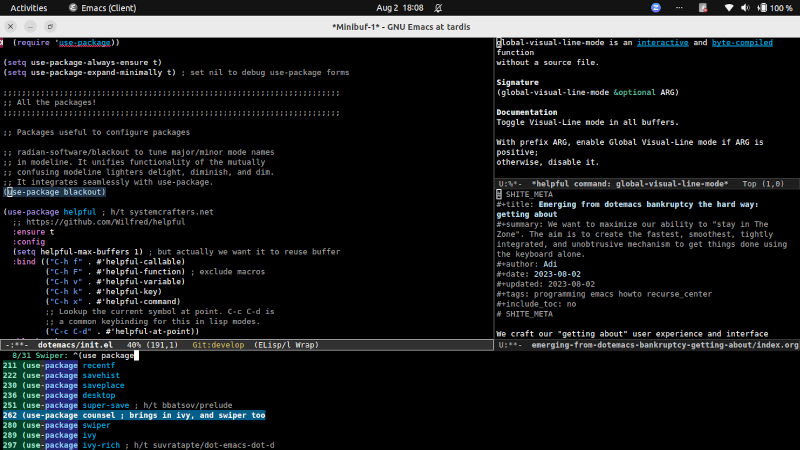 Activities
Emacs (Client)
Aug 2 18:08
100 %
*Minibuf-1* - GNU Emacs at tardis
(require 'use-package))
(setq use-package-always-ensure t)
(setq use-package-expand-minimally t) ; set nil to debug use-package forms
;;;;;;;;;;;;;;;;;;;;;;;;;;;;;;;;;;;;;;;;;;;;;;;;;;;;;;;;;;;;;;;;;;;;;;;;
;; All the packages!
;;;;;;;;;;;;;;;;;;;;;;;;;;;;;;;;;;;;;;;;;;;;;;;;;;;;;;;;;;;;;;;;;;;;;;;;
;; Packages useful to configure packages
;; radian-software/blackout to tune major/minor mode names
;; in modeline. It unifies functionality of the mutually
;; confusing modeline lighters delight, diminish, and dim.
;; It integrates seamlessly with use-package.
(use-package blackout)
(use-package helpful ; h/t systemcrafters.net
;; https://github.com/Wilfred/helpful
:ensure t
:config
(setq helpful-max-buffers 1) ; but actually we want it to reuse buffer
:bind (("C-h f" . #'helpful-callable)
("C-h F" . #'helpful-function) ; exclude macros
("C-h v" . #'helpful-variable)
("C-h k" . #'helpful-key)
("C-h x" . #'helpful-command)
;; Lookup the current symbol at point. C-c C-d is
;; a common keybinding for this in lisp modes.
("C-c C-d" . #'helpful-at-point))
-:**- dotemacs/init.el 40% (191,1) Git:develop (ELisp/l Wrap)
global-visual-line-mode is an interactive and byte-compiled
function
without a source file.
Signature
(global-visual-line-mode &optional ARG)
Documentation
Toggle Visual-Line mode in all buffers.
With prefix ARG, enable Global Visual-Line mode if ARG is
positive;
otherwise, disable it.
U:%*- *helpful command: global-visual-line-mode* Top (1,0)
# SHITE_META
#+title: Emerging from dotemacs bankruptcy the hard way:
getting about
#+summary: We want to maximize our ability to "stay in The
Zone". The aim is to create the fastest, smoothest, tightly
integrated, and unobtrusive mechanism to get things done using
the keyboard alone.
#+author: Adi
#+date: 2023-08-02
#+updated: 2023-08-02
#+tags: programming emacs howto recurse_center
#+include_toc: no
# SHITE_META
We craft our "getting about" user experience and interface
U:**- emerging-from-dotemacs-bankruptcy-getting-about/index.org
8/31 Swiper: ^(use package
211 (use-package recentf
222 (use-package savehist
230 (use-package saveplace
236 (use-package desktop
251 (use-package super-save ; h/t bbatsov/prelude
262 (use-package counsel ; brings in ivy, and swiper too
280 (use-package swiper
289 (use-package ivy
297 (use-package ivy-rich ; h/t suvratapte/dot-emacs-dot-d